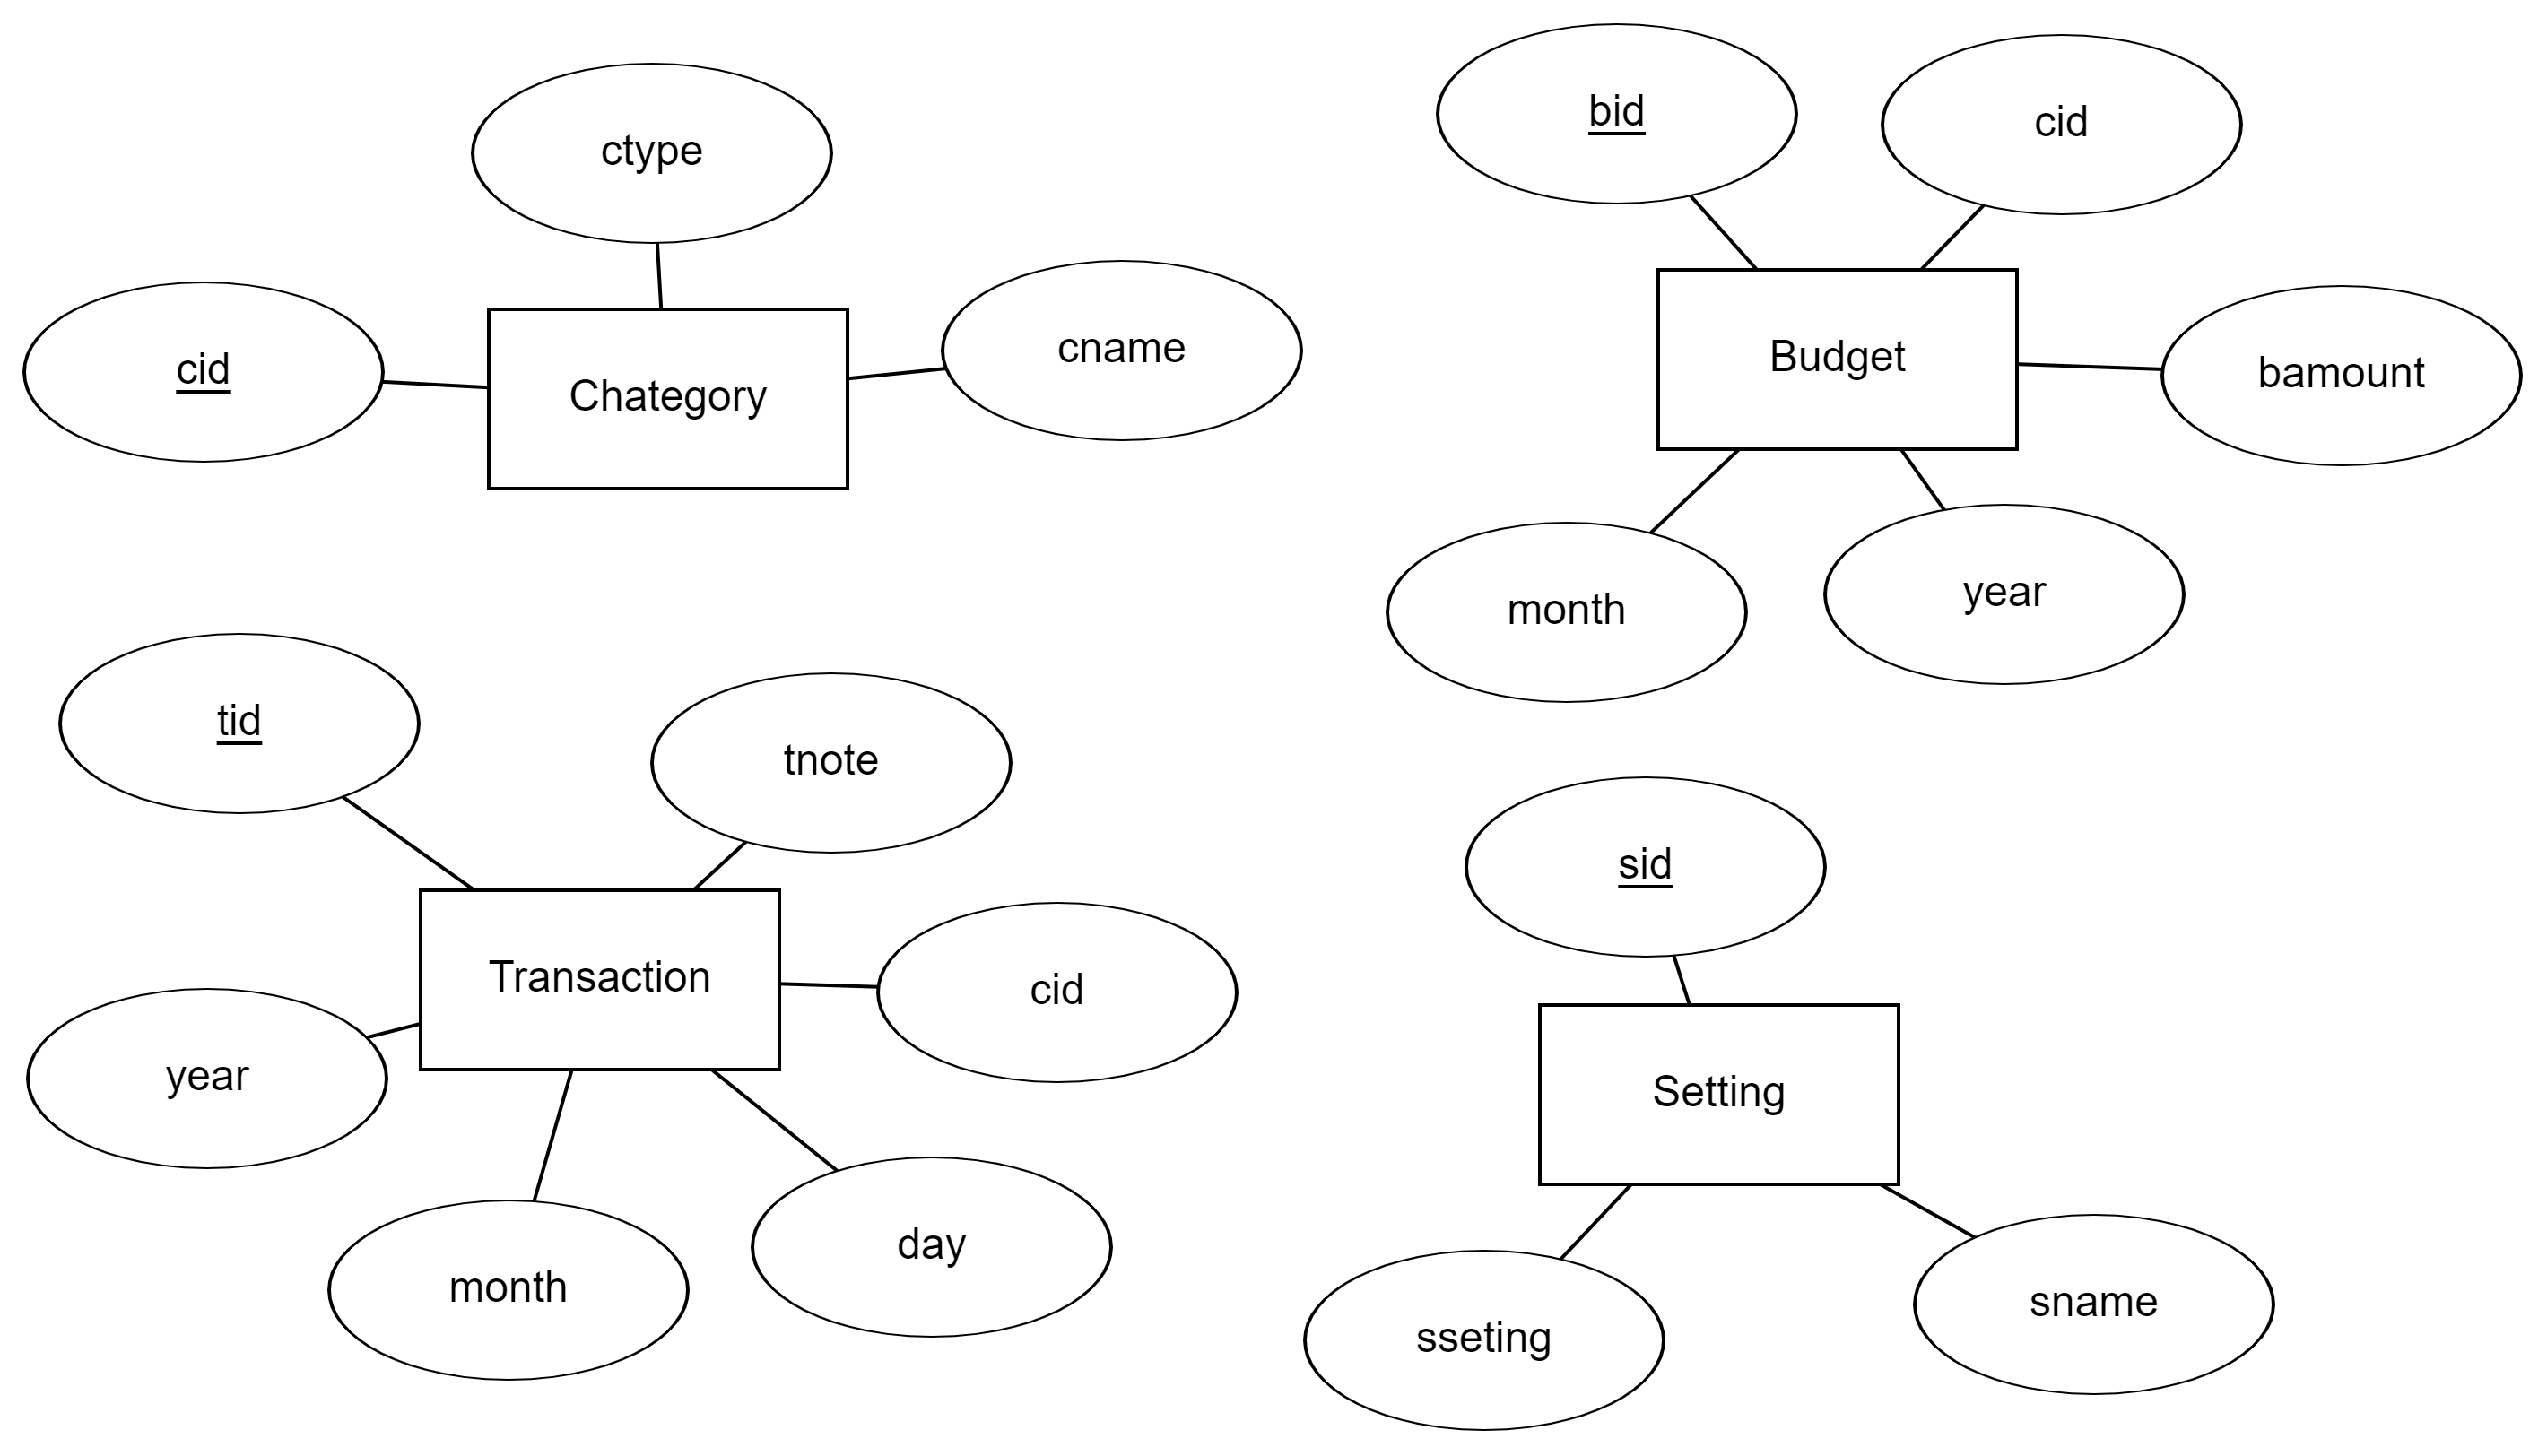 ctype
cid
Chategory
cname
bid
cid
Budget
bamount
month
year
tid
tnote
Transaction
cid
year
month
day
sid
Setting
sseting
sname